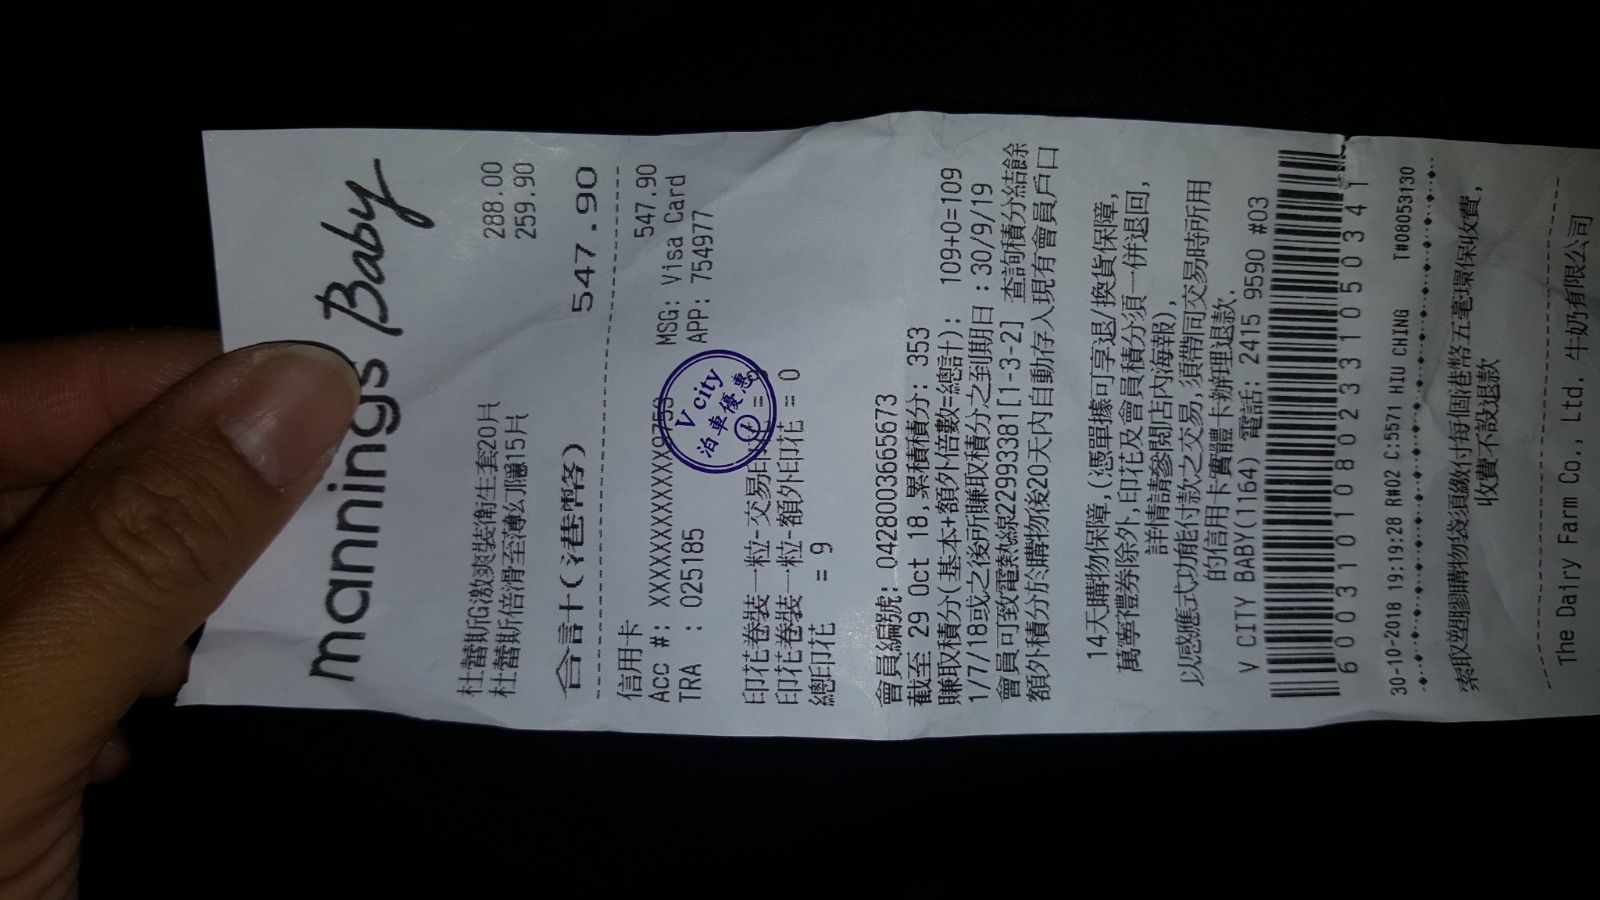 mannings Baby
杜蕾斯G激爽裝衛生套20片 288.00
杜蕾斯倍滑至薄幻隱15片 259.90
合計(港幣) 547.90
信用卡 547.90
Acc #: MSG: Visa Card
TRA : 025185 APP: 754977
V city
泊車優惠
1
印花卷裝一粒-交易印花 =
印花卷裝一粒-額外印花 = 0
總印花 = 9
會員編號: 0428003665673
截至 29 Oct 18,累積積分: 353
賺取積分(基本+額外倍數=總計): 109+0=109
1/7/18或之後所賺取積分之到期日 : 30/9/19
會員可致電熱線22993381[1-3-2] 查詢積分結餘
額外積分於購物後20天內自動存入現有會員戶口
14天購物保障,(憑單據可享退/換貨保障,
萬寧禮券除外,印花及會員積分須一併退回,
詳情請參閱店內海報),
以感應式功能付款之交易,須帶同交易時所用
的信用卡實體卡辦理退款.
V CITY BABY(1164) 電話: 2415 9590 #03
6003101080233105 0341
30-10-2018 19:19:28 R#02 C:5571 HIU CHING T#08053130
索取塑膠購物袋須繳付每個港幣五毫環保收費,
收費不設退款
The Dairy Farm Co., Ltd. 牛奶有限公司